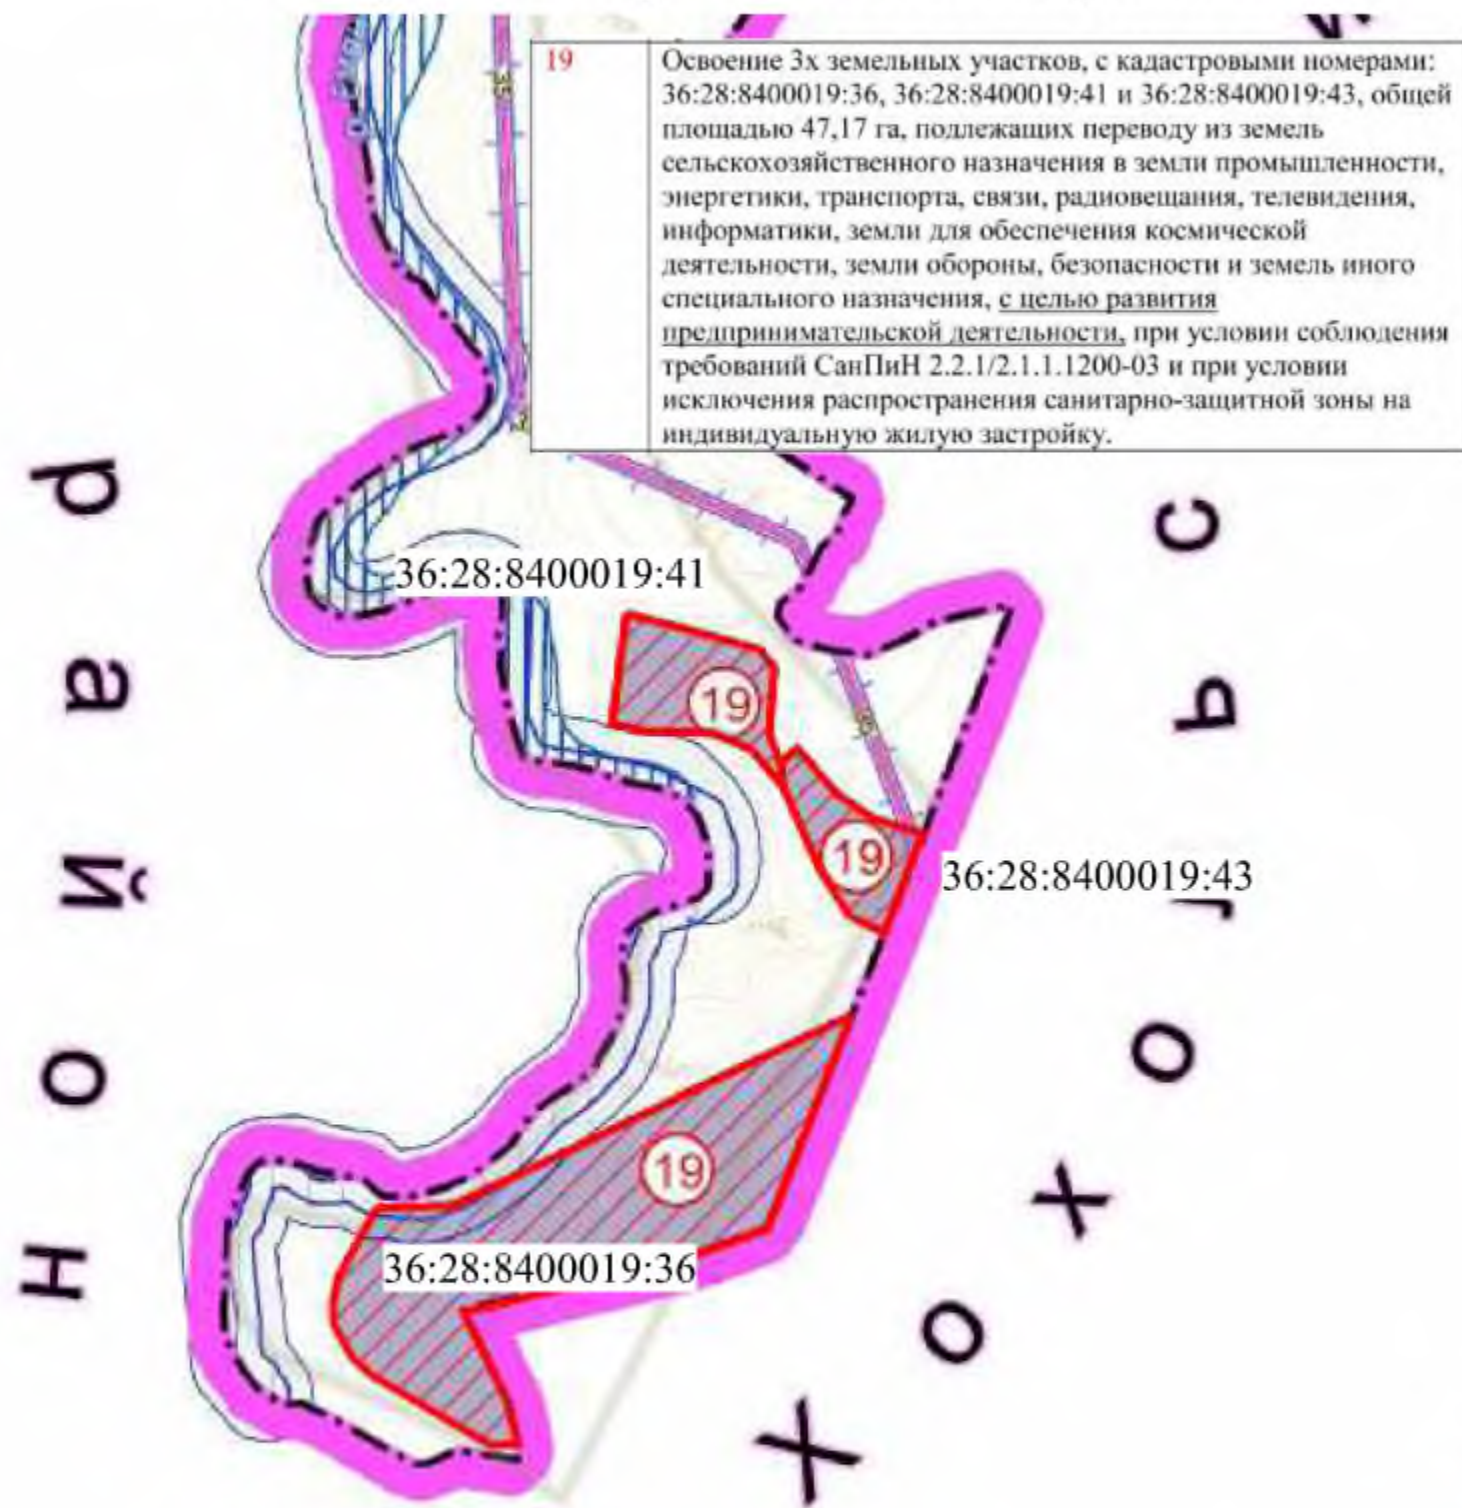 19
Освоение 3х земельных участков, с кадастровыми номерами:
36:28:8400019:36, 36:28:8400019:41 и 36:28:8400019:43, общей
площадью 47,17 га, подлежащих переводу из земель
сельскохозяйственного назначения в земли промышленности,
энергетики, транспорта, связи, радиовещания, телевидения,
информатики, земли для обеспечения космической
деятельности, земли обороны, безопасности и земель иного
специального назначения, с целью развития
предпринимательской деятельности, при условии соблюдения
требований СанПиН 2.2.1/2.1.1.1200-03 и при условии
исключения распространения санитарно-защитной зоны на
индивидуальную жилую застройку.
35
36:28:8400019:41
19
35
19
36:28:8400019:43
19
36:28:8400019:36
район
Хохольс